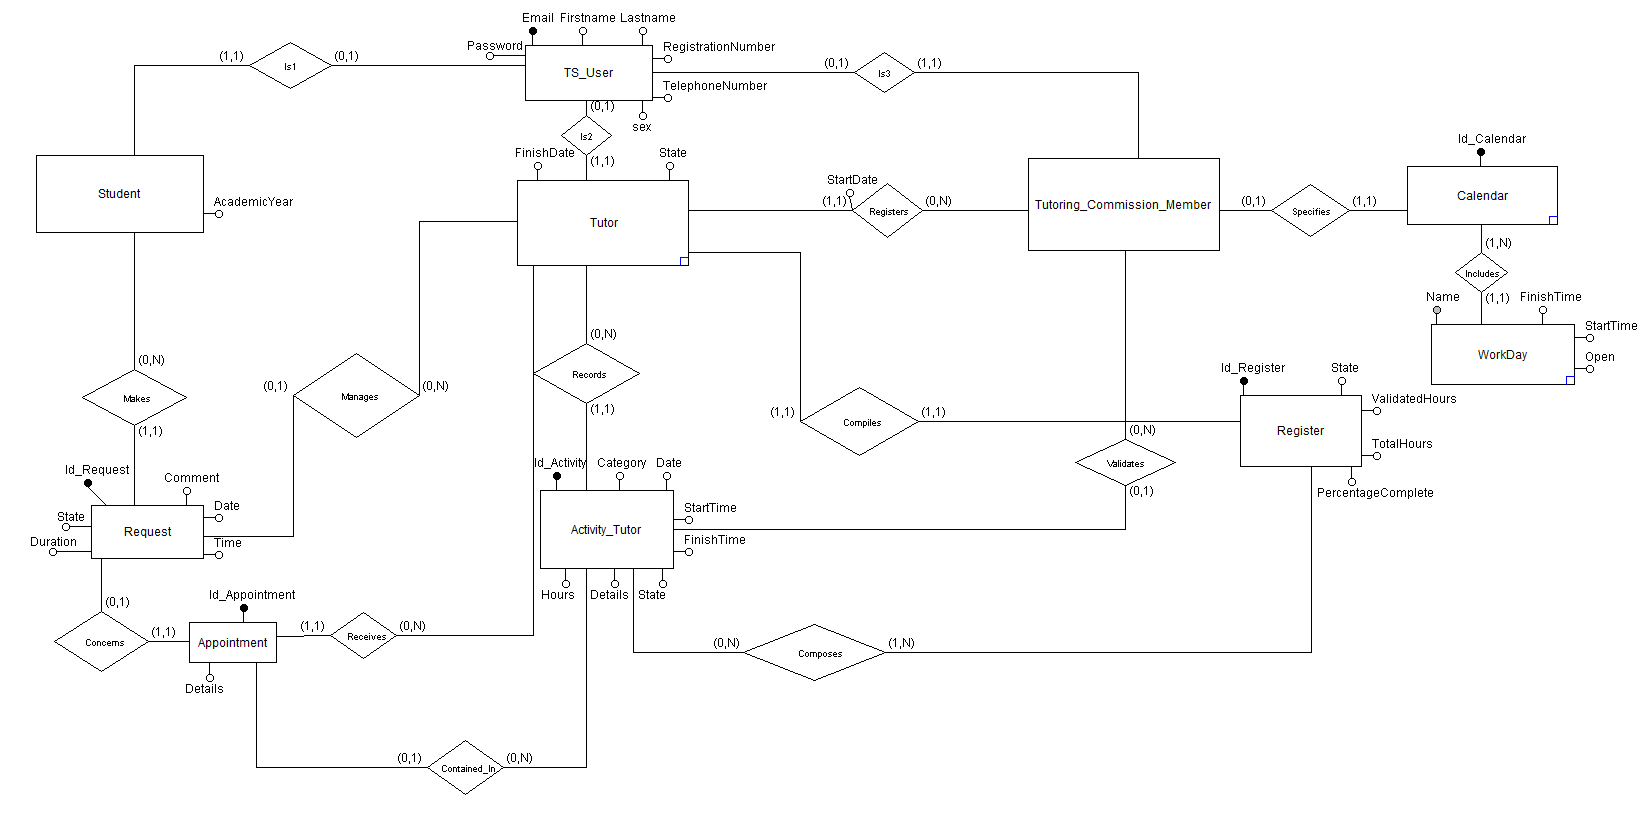 Email Firstname Lastname
Password
RegistrationNumber
(1,1)
Is1
(0,1)
TS_User
(0,1)
Is3
(1,1)
TelephoneNumber
(0,1)
sex
Is2
Id_Calendar
FinishDate
(1,1)
State
StartDate
Student
AcademicYear
Tutor
(1,1)
Registers
(0,N)
Tutoring_Commission_Member
(0,1)
Specifies
(1,1)
Calendar
(1,N)
Includes
(1,1)
Name
FinishTime
StartTime
WorkDay
Open
(0,N)
(0,N)
Makes
(1,1)
(0,1)
Manages
(0,N)
Records
(1,1)
Id_Register
State
ValidatedHours
(1,1)
Compiles
(1,1)
Register
TotalHours
PercentageComplete
(0,N)
Validates
(0,1)
Id_Request
Comment
State
Date
Request
Duration
Time
Id_Activity
Category
Date
StartTime
Activity_Tutor
FinishTime
Hours
Details
State
(0,1)
Concerns
(1,1)
Id_Appointment
Appointment
(1,1)
Receives
(0,N)
Details
(0,N)
Composes
(1,N)
(0,1)
Contained_In
(0,N)